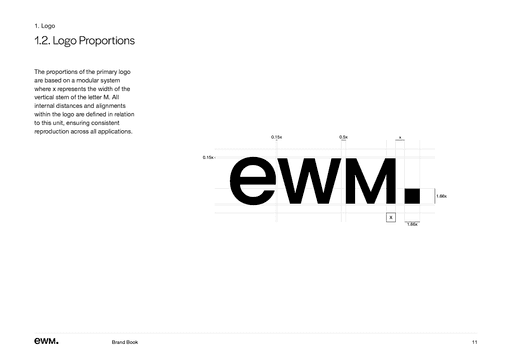 1. Logo
1.2. Logo Proportions
The proportions of the primary logo
are based on a modular system
where x represents the width of the
vertical stem of the letter M. All
internal distances and alignments
within the logo are defined in relation
to this unit, ensuring consistent
reproduction across all applications.
0.15x
0.5x
x
0.15x
ewm.
1.66x
X
1.66x
ewm.
Brand Book
11